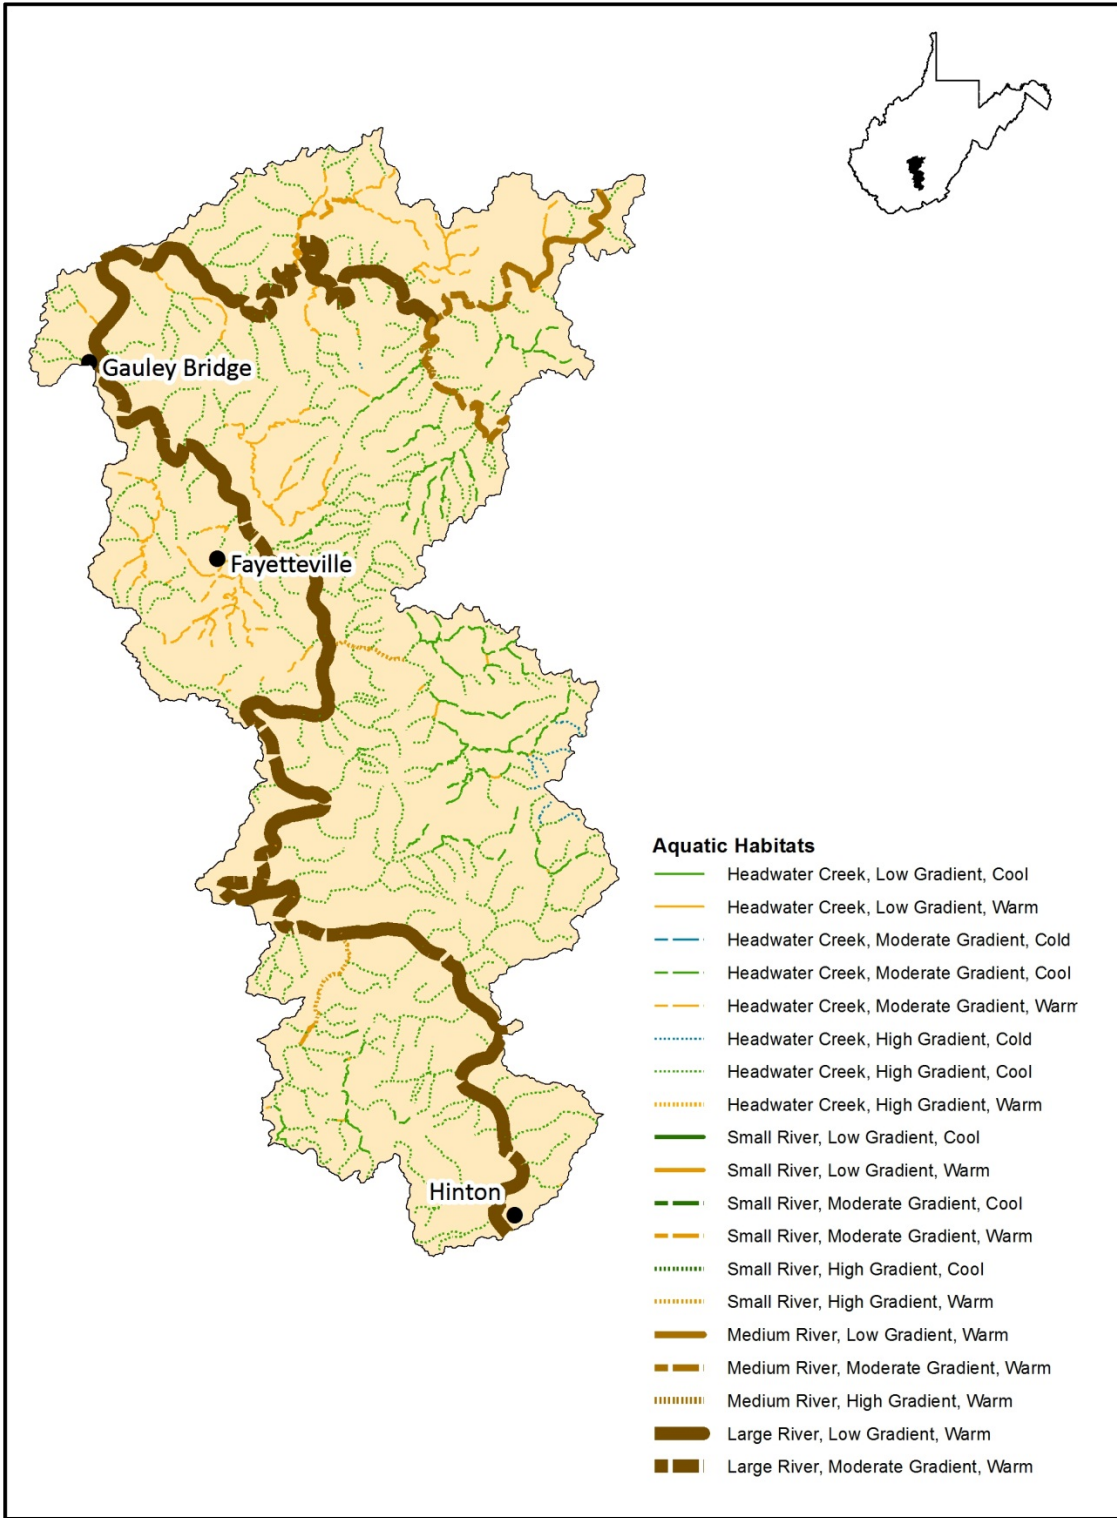 Gauley Bridge
Fayetteville
Hinton
Aquatic Habitats
Headwater Creek, Low Gradient, Cool
Headwater Creek, Low Gradient, Warm
Headwater Creek, Moderate Gradient, Cold
Headwater Creek, Moderate Gradient, Cool
Headwater Creek, Moderate Gradient, Warm
Headwater Creek, High Gradient, Cold
Headwater Creek, High Gradient, Cool
Headwater Creek, High Gradient, Warm
Small River, Low Gradient, Cool
Small River, Low Gradient, Warm
Small River, Moderate Gradient, Cool
Small River, Moderate Gradient, Warm
Small River, High Gradient, Cool
Small River, High Gradient, Warm
Medium River, Low Gradient, Warm
Medium River, Moderate Gradient, Warm
Medium River, High Gradient, Warm
Large River, Low Gradient, Warm
Large River, Moderate Gradient, Warm